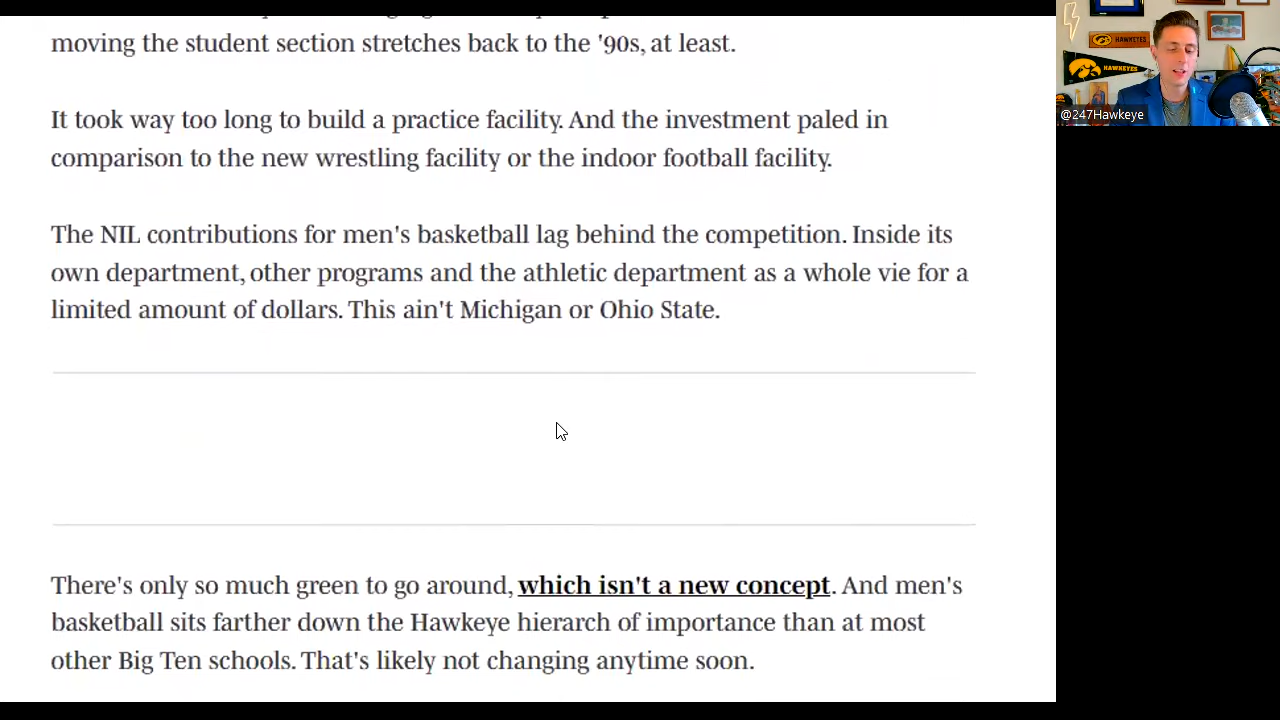 moving the student section stretches back to the '90s, at least.
It took way too long to build a practice facility. And the investment paled in
comparison to the new wrestling facility or the indoor football facility.
The NIL contributions for men's basketball lag behind the competition. Inside its
own department, other programs and the athletic department as a whole vie for a
limited amount of dollars. This ain't Michigan or Ohio State.
There's only so much green to go around, which isn't a new concept. And men's
basketball sits farther down the Hawkeye hierarch of importance than at most
other Big Ten schools. That's likely not changing anytime soon.
HAWKEYES
HAWKEYES
@247Hawkeye